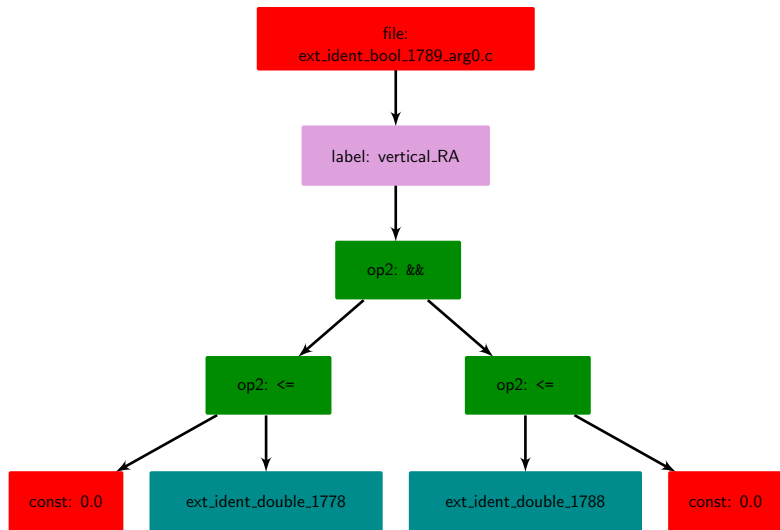 file:
ext_ident_bool_1789_arg0.c
label: vertical_RA
op2: &&
op2: <=
op2: <=
const: 0.0
ext_ident_double_1778
ext_ident_double_1788
const: 0.0